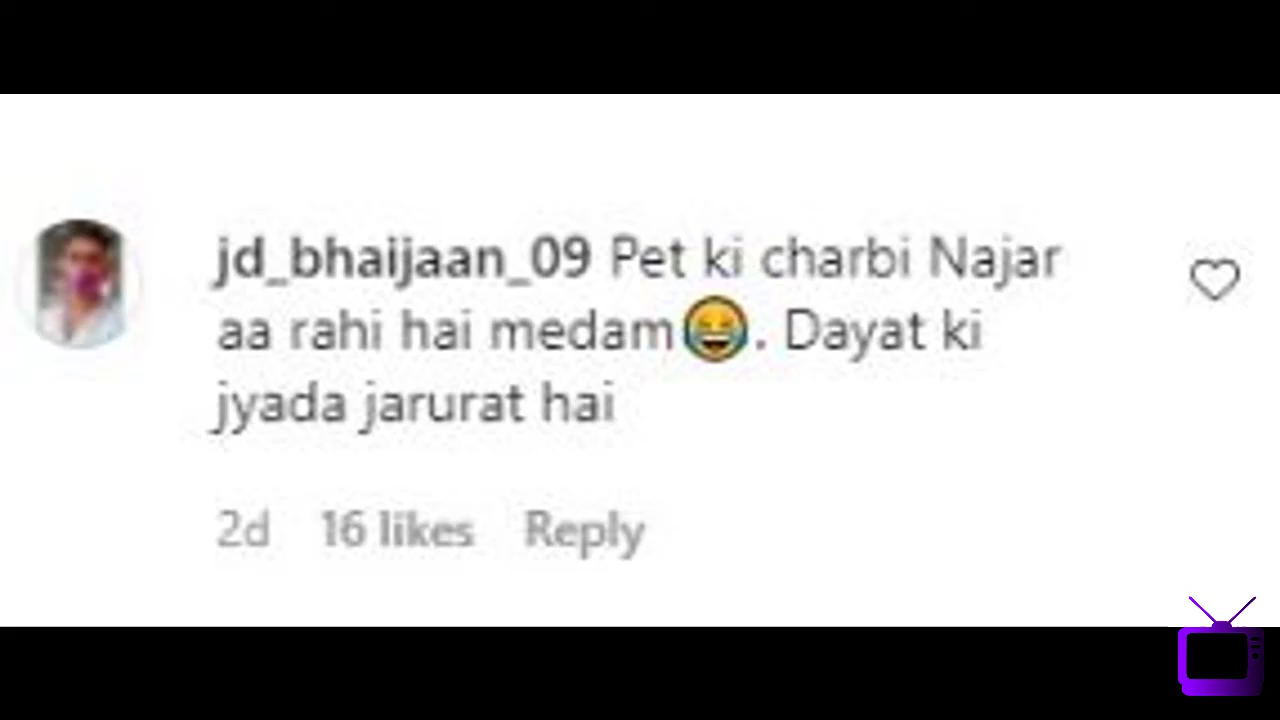 jd_bhaijaan_09 Pet ki charbi Najar
aa rahi hai medam😂. Dayat ki
jyada jarurat hai
2d 16 likes Reply